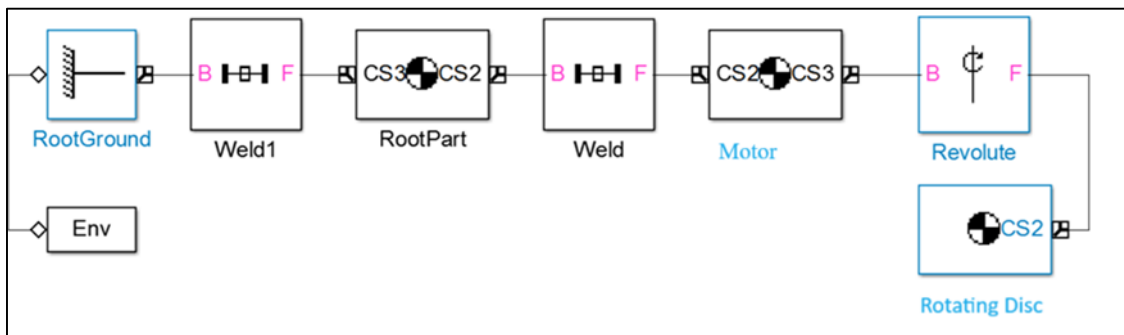 B F CS3 CS2 B F CS2 CS3 B F
RootGround Weld1 RootPart Weld Motor Revolute
Env CS2
Rotating Disc